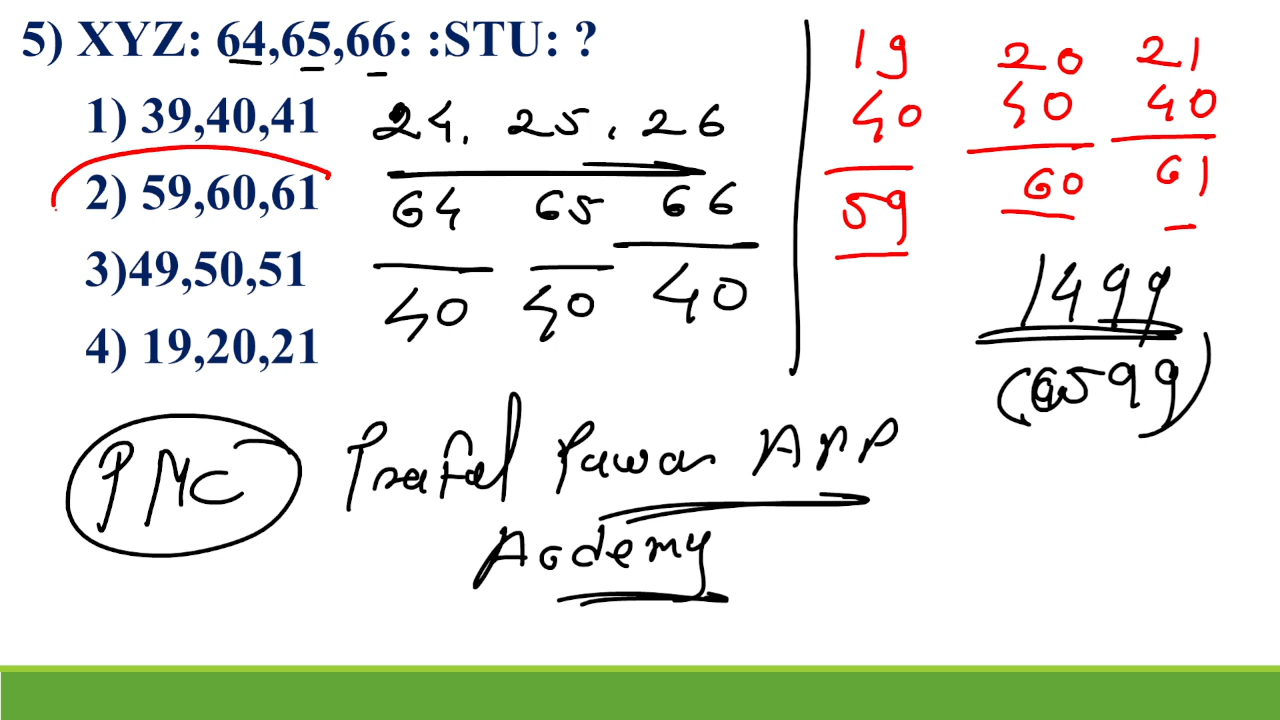 5) XYZ: 64,65,66: :STU: ?
1) 39,40,41
2) 59,60,61
3)49,50,51
4) 19,20,21
24, 25, 26
64 65 66
40 40 40
19 20 21
40 40 40
59 60 61
1499
6599
PMC
Prafal Pawar APP